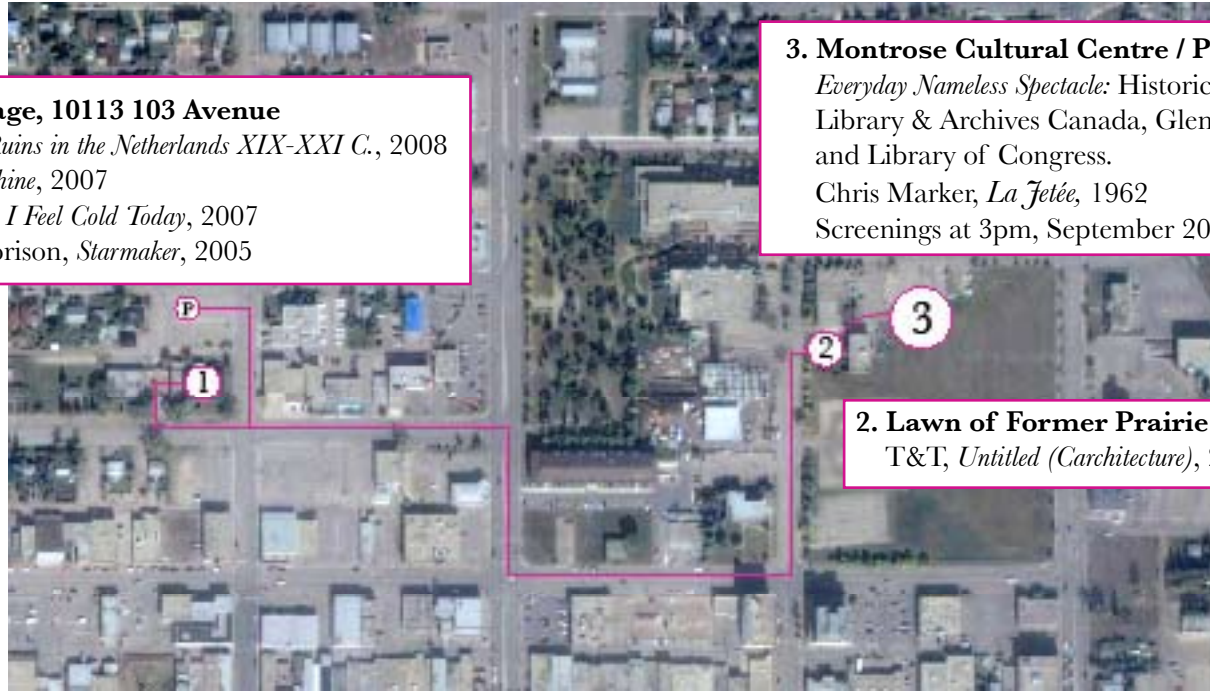 age, 10113 103 Avenue
Ruins in the Netherlands XIX-XXI C., 2008
hine, 2007
I Feel Cold Today, 2007
orrison, Starmaker, 2005
3. Montrose Cultural Centre / P
Everyday Nameless Spectacle: Historic
Library & Archives Canada, Glen
and Library of Congress.
Chris Marker, La Jetée, 1962
Screenings at 3pm, September 20
P
1
2
3
2. Lawn of Former Prairie
T&T, Untitled (Carchitecture),